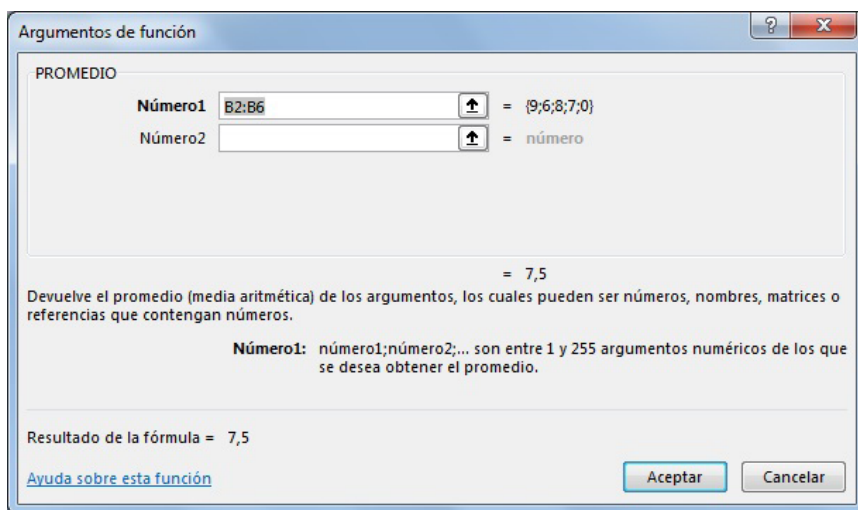 Argumentos de función
PROMEDIO
Número1 B2:B6 = {9;6;8;7;0}
Número2 = número
= 7,5
Devuelve el promedio (media aritmética) de los argumentos, los cuales pueden ser números, nombres, matrices o
referencias que contengan números.
Número1: número1;número2;... son entre 1 y 255 argumentos numéricos de los que
se desea obtener el promedio.
Resultado de la fórmula = 7,5
Ayuda sobre esta función
Aceptar Cancelar